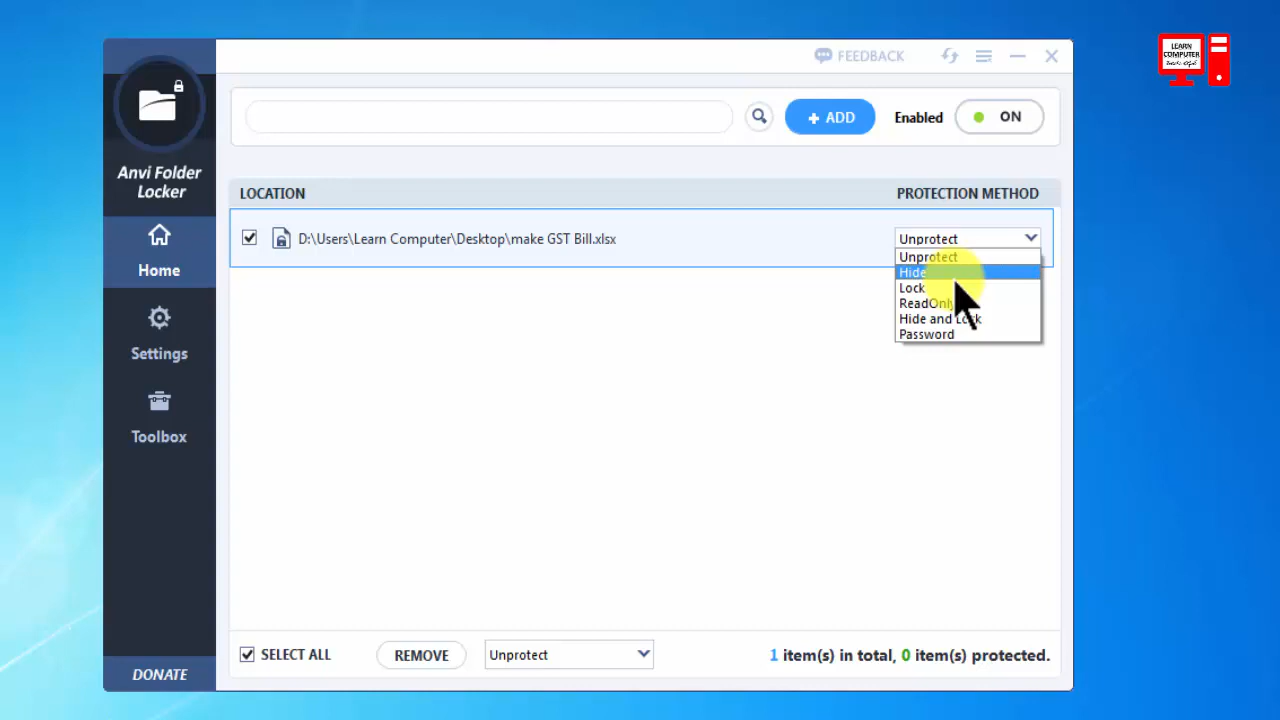 LEARN
COMPUTER
FEEDBACK
+ ADD
Enabled
ON
Anvi Folder
Locker
LOCATION
PROTECTION METHOD
D:\Users\Learn Computer\Desktop\make GST Bill.xlsx
Unprotect
Unprotect
Hide
Lock
ReadOnly
Hide and Lock
Password
Home
Settings
Toolbox
SELECT ALL
REMOVE
Unprotect
1 item(s) in total, 0 item(s) protected.
DONATE